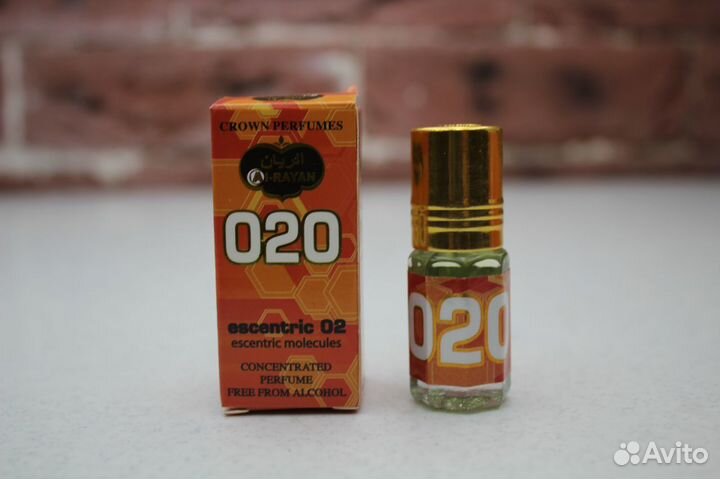 CROWN PERFUMES
الريان
Al-RAYAN
020
escentric 02
escentric molecules
CONCENTRATED
PERFUME
FREE FROM ALCOHOL
020
Avito